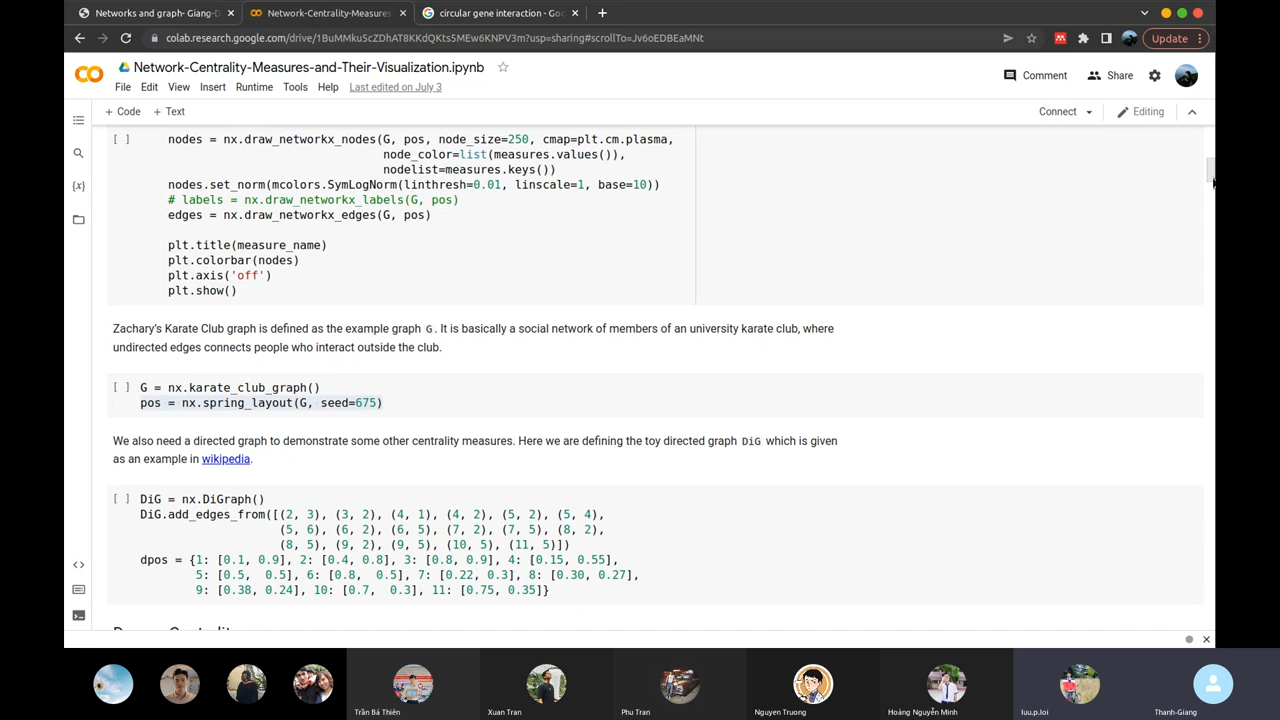 Networks and graph- Giang-D
Network-Centrality-Measures
circular gene interaction - Goo
colab.research.google.com/drive/1BuMMku5cZDhAT8KKdQKts5MEw6KNPV3m?usp=sharing#scrollTo=Jv6oEDBEaMNt
Update
Network-Centrality-Measures-and-Their-Visualization.ipynb
File Edit View Insert Runtime Tools Help Last edited on July 3
Comment Share
+ Code + Text
Connect Editing
[ ] nodes = nx.draw_networkx_nodes(G, pos, node_size=250, cmap=plt.cm.plasma,
node_color=list(measures.values()),
nodelist=measures.keys())
nodes.set_norm(mcolors.SymLogNorm(linthresh=0.01, linscale=1, base=10))
# labels = nx.draw_networkx_labels(G, pos)
edges = nx.draw_networkx_edges(G, pos)
plt.title(measure_name)
plt.colorbar(nodes)
plt.axis('off')
plt.show()
Zachary's Karate Club graph is defined as the example graph G. It is basically a social network of members of an university karate club, where
undirected edges connects people who interact outside the club.
[ ] G = nx.karate_club_graph()
pos = nx.spring_layout(G, seed=675)
We also need a directed graph to demonstrate some other centrality measures. Here we are defining the toy directed graph DiG which is given
as an example in wikipedia.
[ ] DiG = nx.DiGraph()
DiG.add_edges_from([(2, 3), (3, 2), (4, 1), (4, 2), (5, 2), (5, 4),
(5, 6), (6, 2), (6, 5), (7, 2), (7, 5), (8, 2),
(8, 5), (9, 2), (9, 5), (10, 5), (11, 5)])
dpos = {1: [0.1, 0.9], 2: [0.4, 0.8], 3: [0.8, 0.9], 4: [0.15, 0.55],
5: [0.5, 0.5], 6: [0.8, 0.5], 7: [0.22, 0.3], 8: [0.30, 0.27],
9: [0.38, 0.24], 10: [0.7, 0.3], 11: [0.75, 0.35]}
Trần Bá Thiên
Xuan Tran
Phu Tran
Nguyen Truong
Hoàng Nguyễn Minh
luu.p.loi
Thanh-Giang